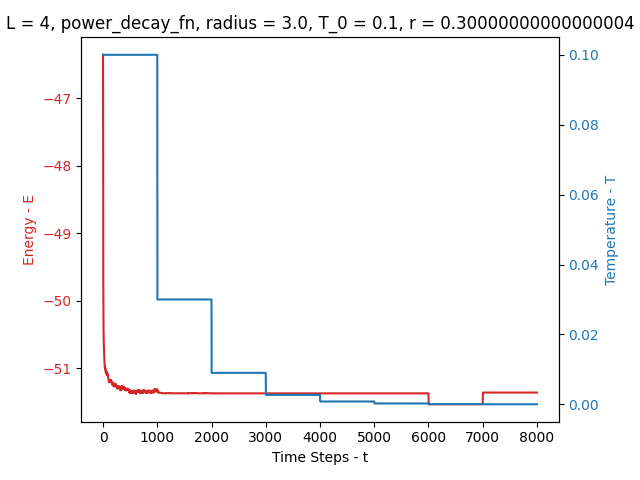 L = 4, power_decay_fn, radius = 3.0, T_0 = 0.1, r = 0.30000000000000004
−47
−48
−49
−50
−51
Energy - E
0.10
0.08
0.06
0.04
0.02
0.00
Temperature - T
0 1000 2000 3000 4000 5000 6000 7000 8000
Time Steps - t